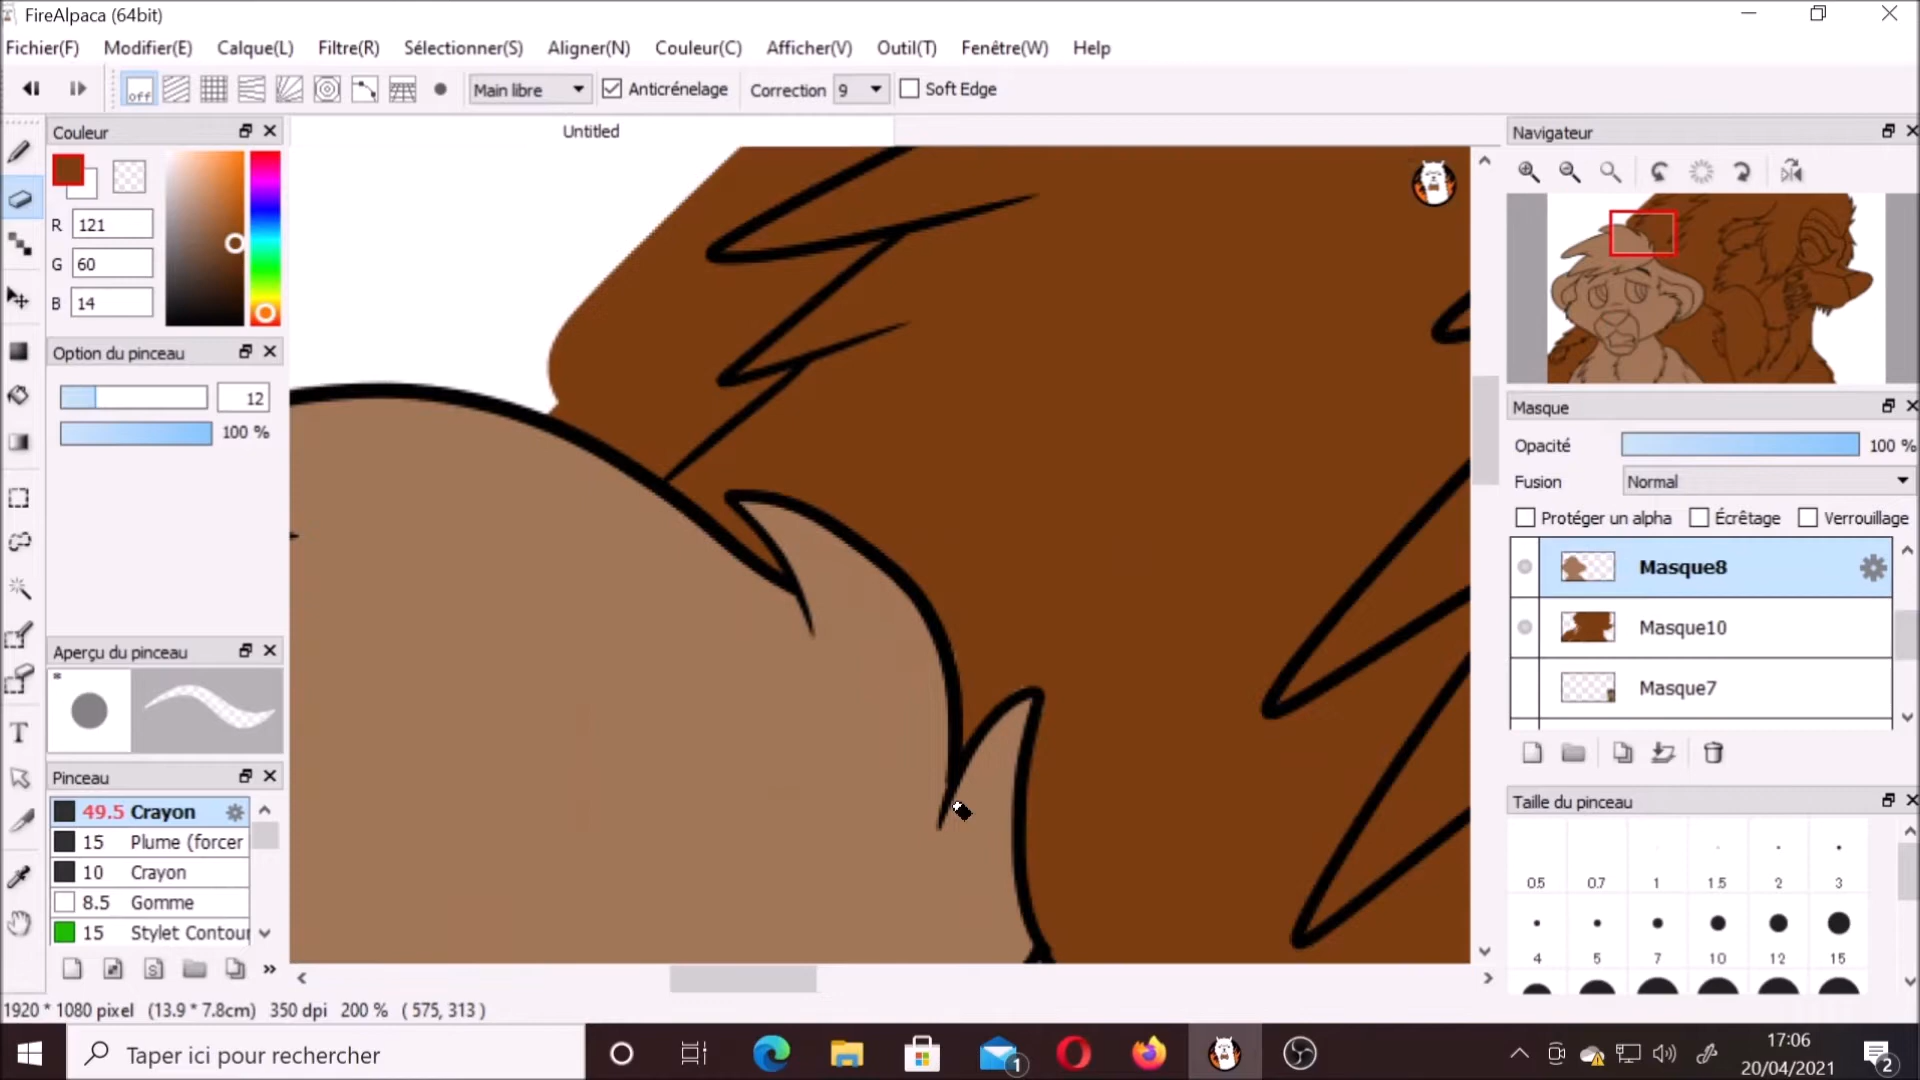 FireAlpaca (64bit)
Fichier(F) Modifier(E) Calque(L) Filtre(R) Sélectionner(S) Aligner(N) Couleur(C) Afficher(V) Outil(T) Fenêtre(W) Help
off Main libre Anticrénelage Correction 9 Soft Edge
Couleur
Untitled
Navigateur
R 121
G 60
B 14
Option du pinceau
12
100 %
Masque
Opacité 100 %
Fusion Normal
Protéger un alpha Écrêtage Verrouillage
Masque8
Masque10
Masque7
Aperçu du pinceau
Pinceau
49.5 Crayon
15 Plume (forcer
10 Crayon
8.5 Gomme
15 Stylet Contour
Taille du pinceau
0.5 0.7 1 1.5 2 3
4 5 7 10 12 15
1920 * 1080 pixel (13.9 * 7.8cm) 350 dpi 200 % ( 575, 313 )
Taper ici pour rechercher
1
17:06
20/04/2021
2